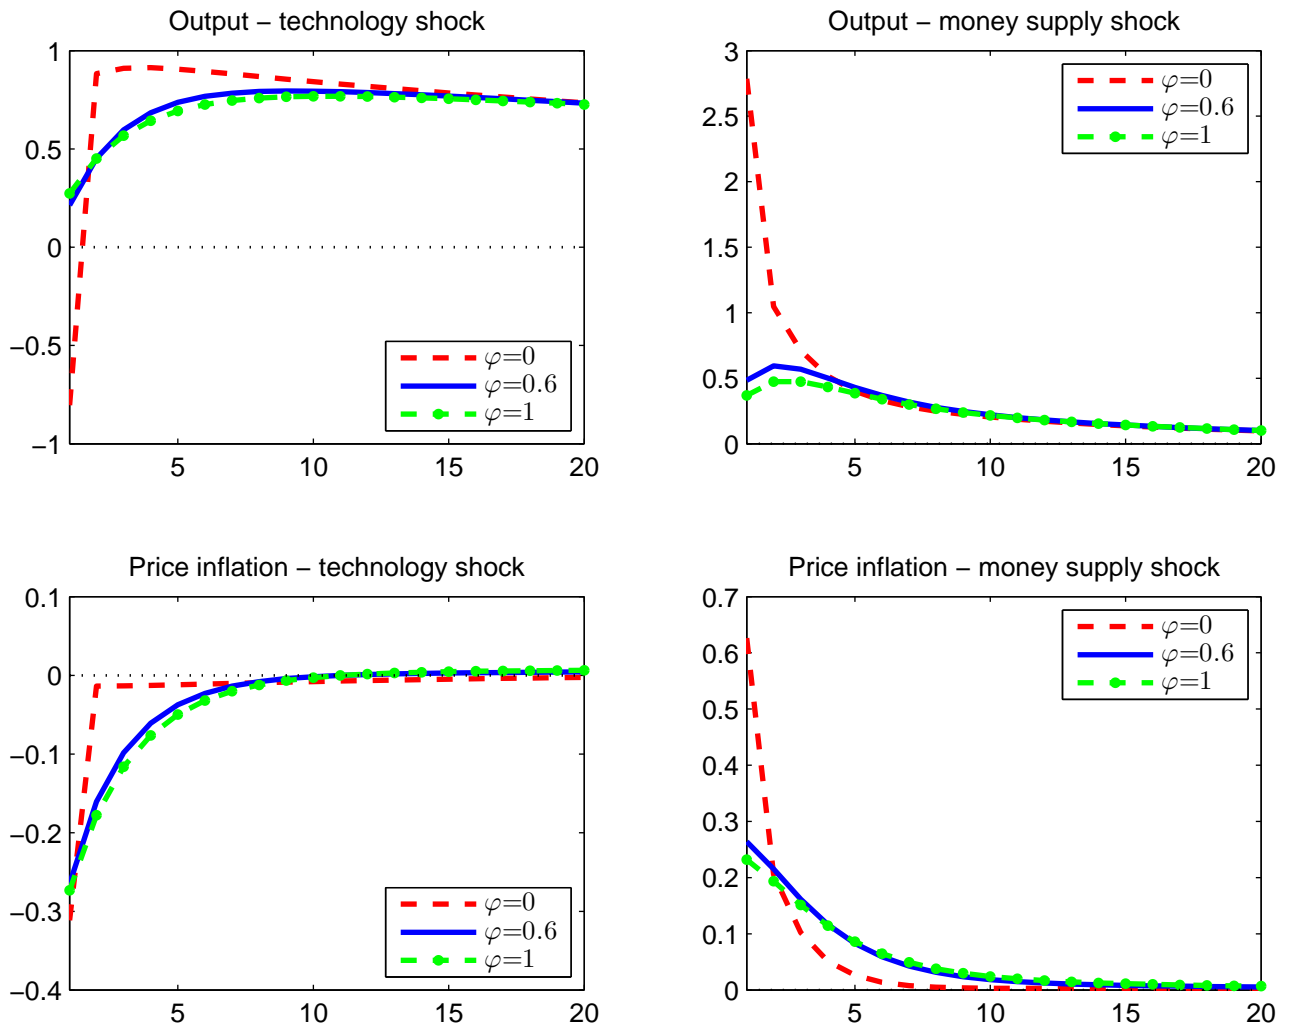 Output – technology shock
1
0.5
0
−0.5
−1
5
10
15
20
φ=0
φ=0.6
φ=1
Output – money supply shock
3
2.5
2
1.5
1
0.5
0
5
10
15
20
φ=0
φ=0.6
φ=1
Price inflation – technology shock
0.1
0
−0.1
−0.2
−0.3
−0.4
5
10
15
20
φ=0
φ=0.6
φ=1
Price inflation – money supply shock
0.7
0.6
0.5
0.4
0.3
0.2
0.1
0
5
10
15
20
φ=0
φ=0.6
φ=1